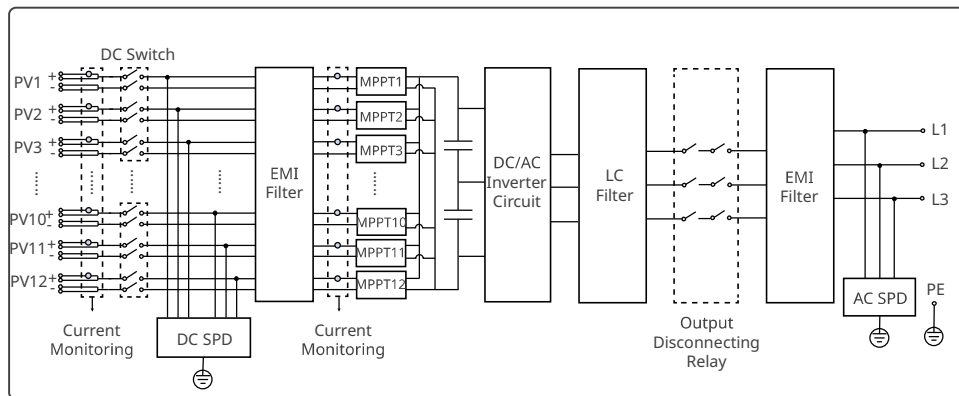 DC Switch
PV1 + -
PV2 + -
PV3 + -
PV10 + -
PV11 + -
PV12 + -
Current
Monitoring
DC SPD
EMI
Filter
Current
Monitoring
MPPT1
MPPT2
MPPT3
MPPT10
MPPT11
MPPT12
DC/AC
Inverter
Circuit
LC
Filter
Output
Disconnecting
Relay
EMI
Filter
L1
L2
L3
AC SPD
PE